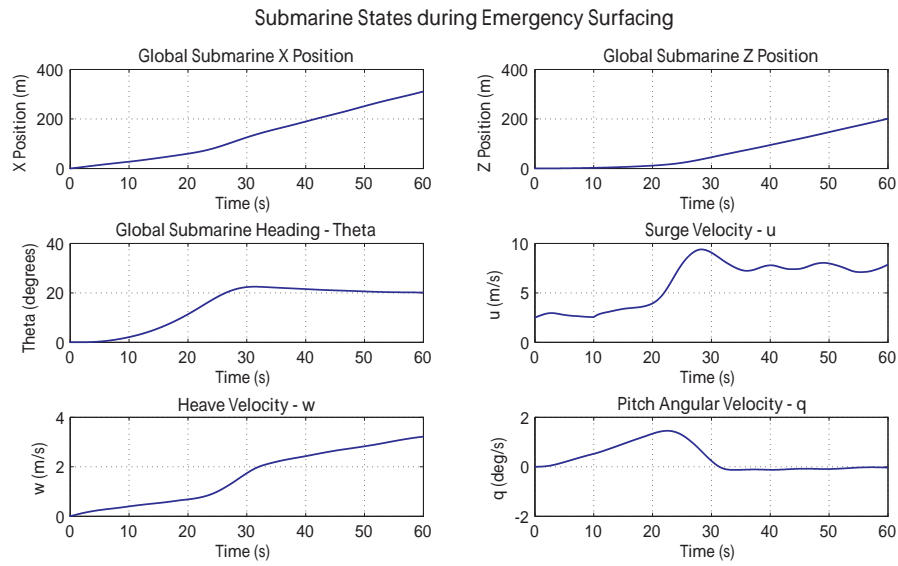 Submarine States during Emergency Surfacing
Global Submarine X Position
X Position (m)
400
200
0
0 10 20 30 40 50 60
Time (s)
Global Submarine Z Position
Z Position (m)
400
200
0
0 10 20 30 40 50 60
Time (s)
Global Submarine Heading - Theta
Theta (degrees)
40
20
0
0 10 20 30 40 50 60
Time (s)
Surge Velocity - u
u (m/s)
10
5
0
0 10 20 30 40 50 60
Time (s)
Heave Velocity - w
w (m/s)
4
2
0
0 10 20 30 40 50 60
Time (s)
Pitch Angular Velocity - q
q (deg/s)
2
0
-2
0 10 20 30 40 50 60
Time (s)